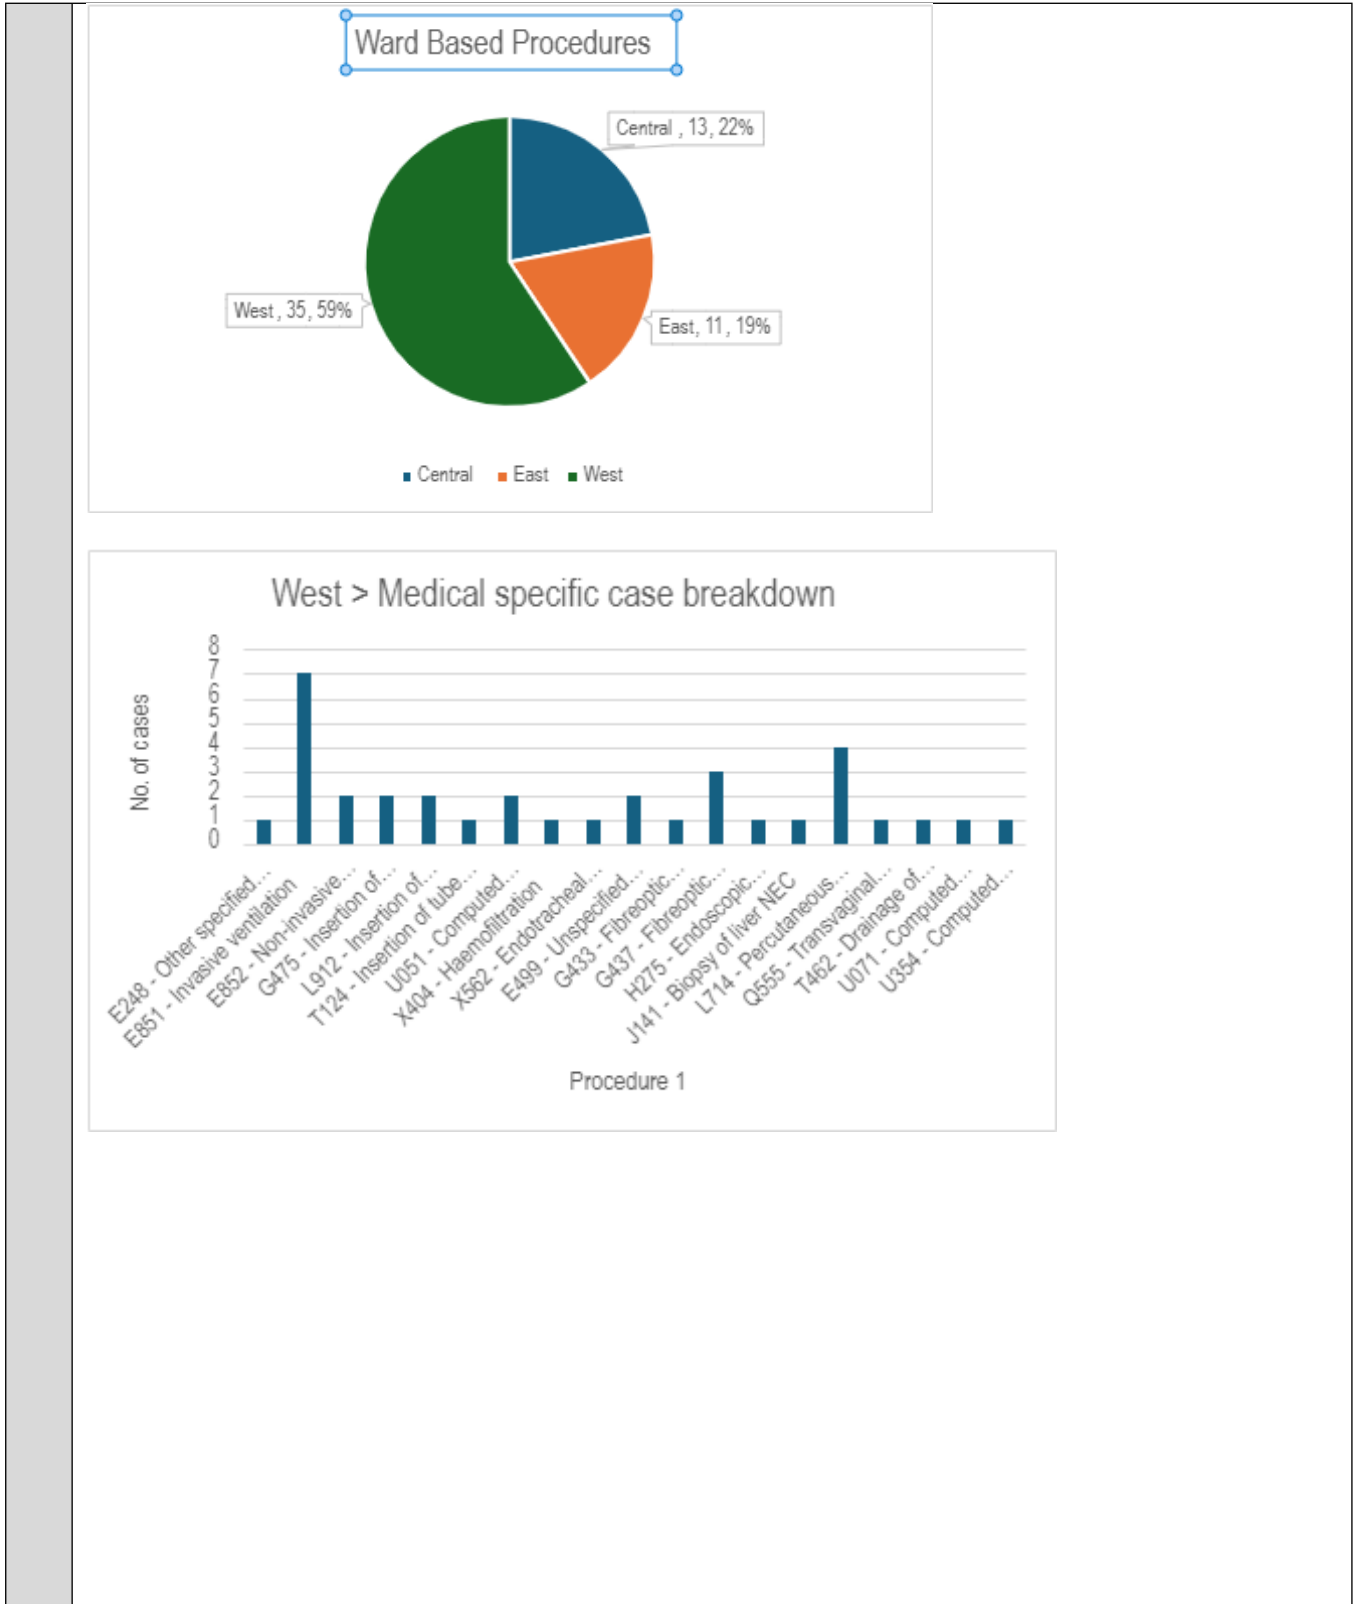 Ward Based Procedures
Central , 13, 22%
West , 35, 59%
East, 11, 19%
Central East West
West > Medical specific case breakdown
No. of cases
8
7
6
5
4
3
2
1
0
E248 - Other specified...
E851 - Invasive ventilation
E852 - Non-invasive...
G475 - Insertion of...
L912 - Insertion of...
T124 - Insertion of tube...
U051 - Computed...
X404 - Haemofiltration
X562 - Endotracheal...
E499 - Unspecified...
G433 - Fibreoptic...
G437 - Fibreoptic...
H275 - Endoscopic...
J141 - Biopsy of liver NEC
L714 - Percutaneous...
Q555 - Transvaginal...
T462 - Drainage of...
U071 - Computed...
U354 - Computed...
Procedure 1